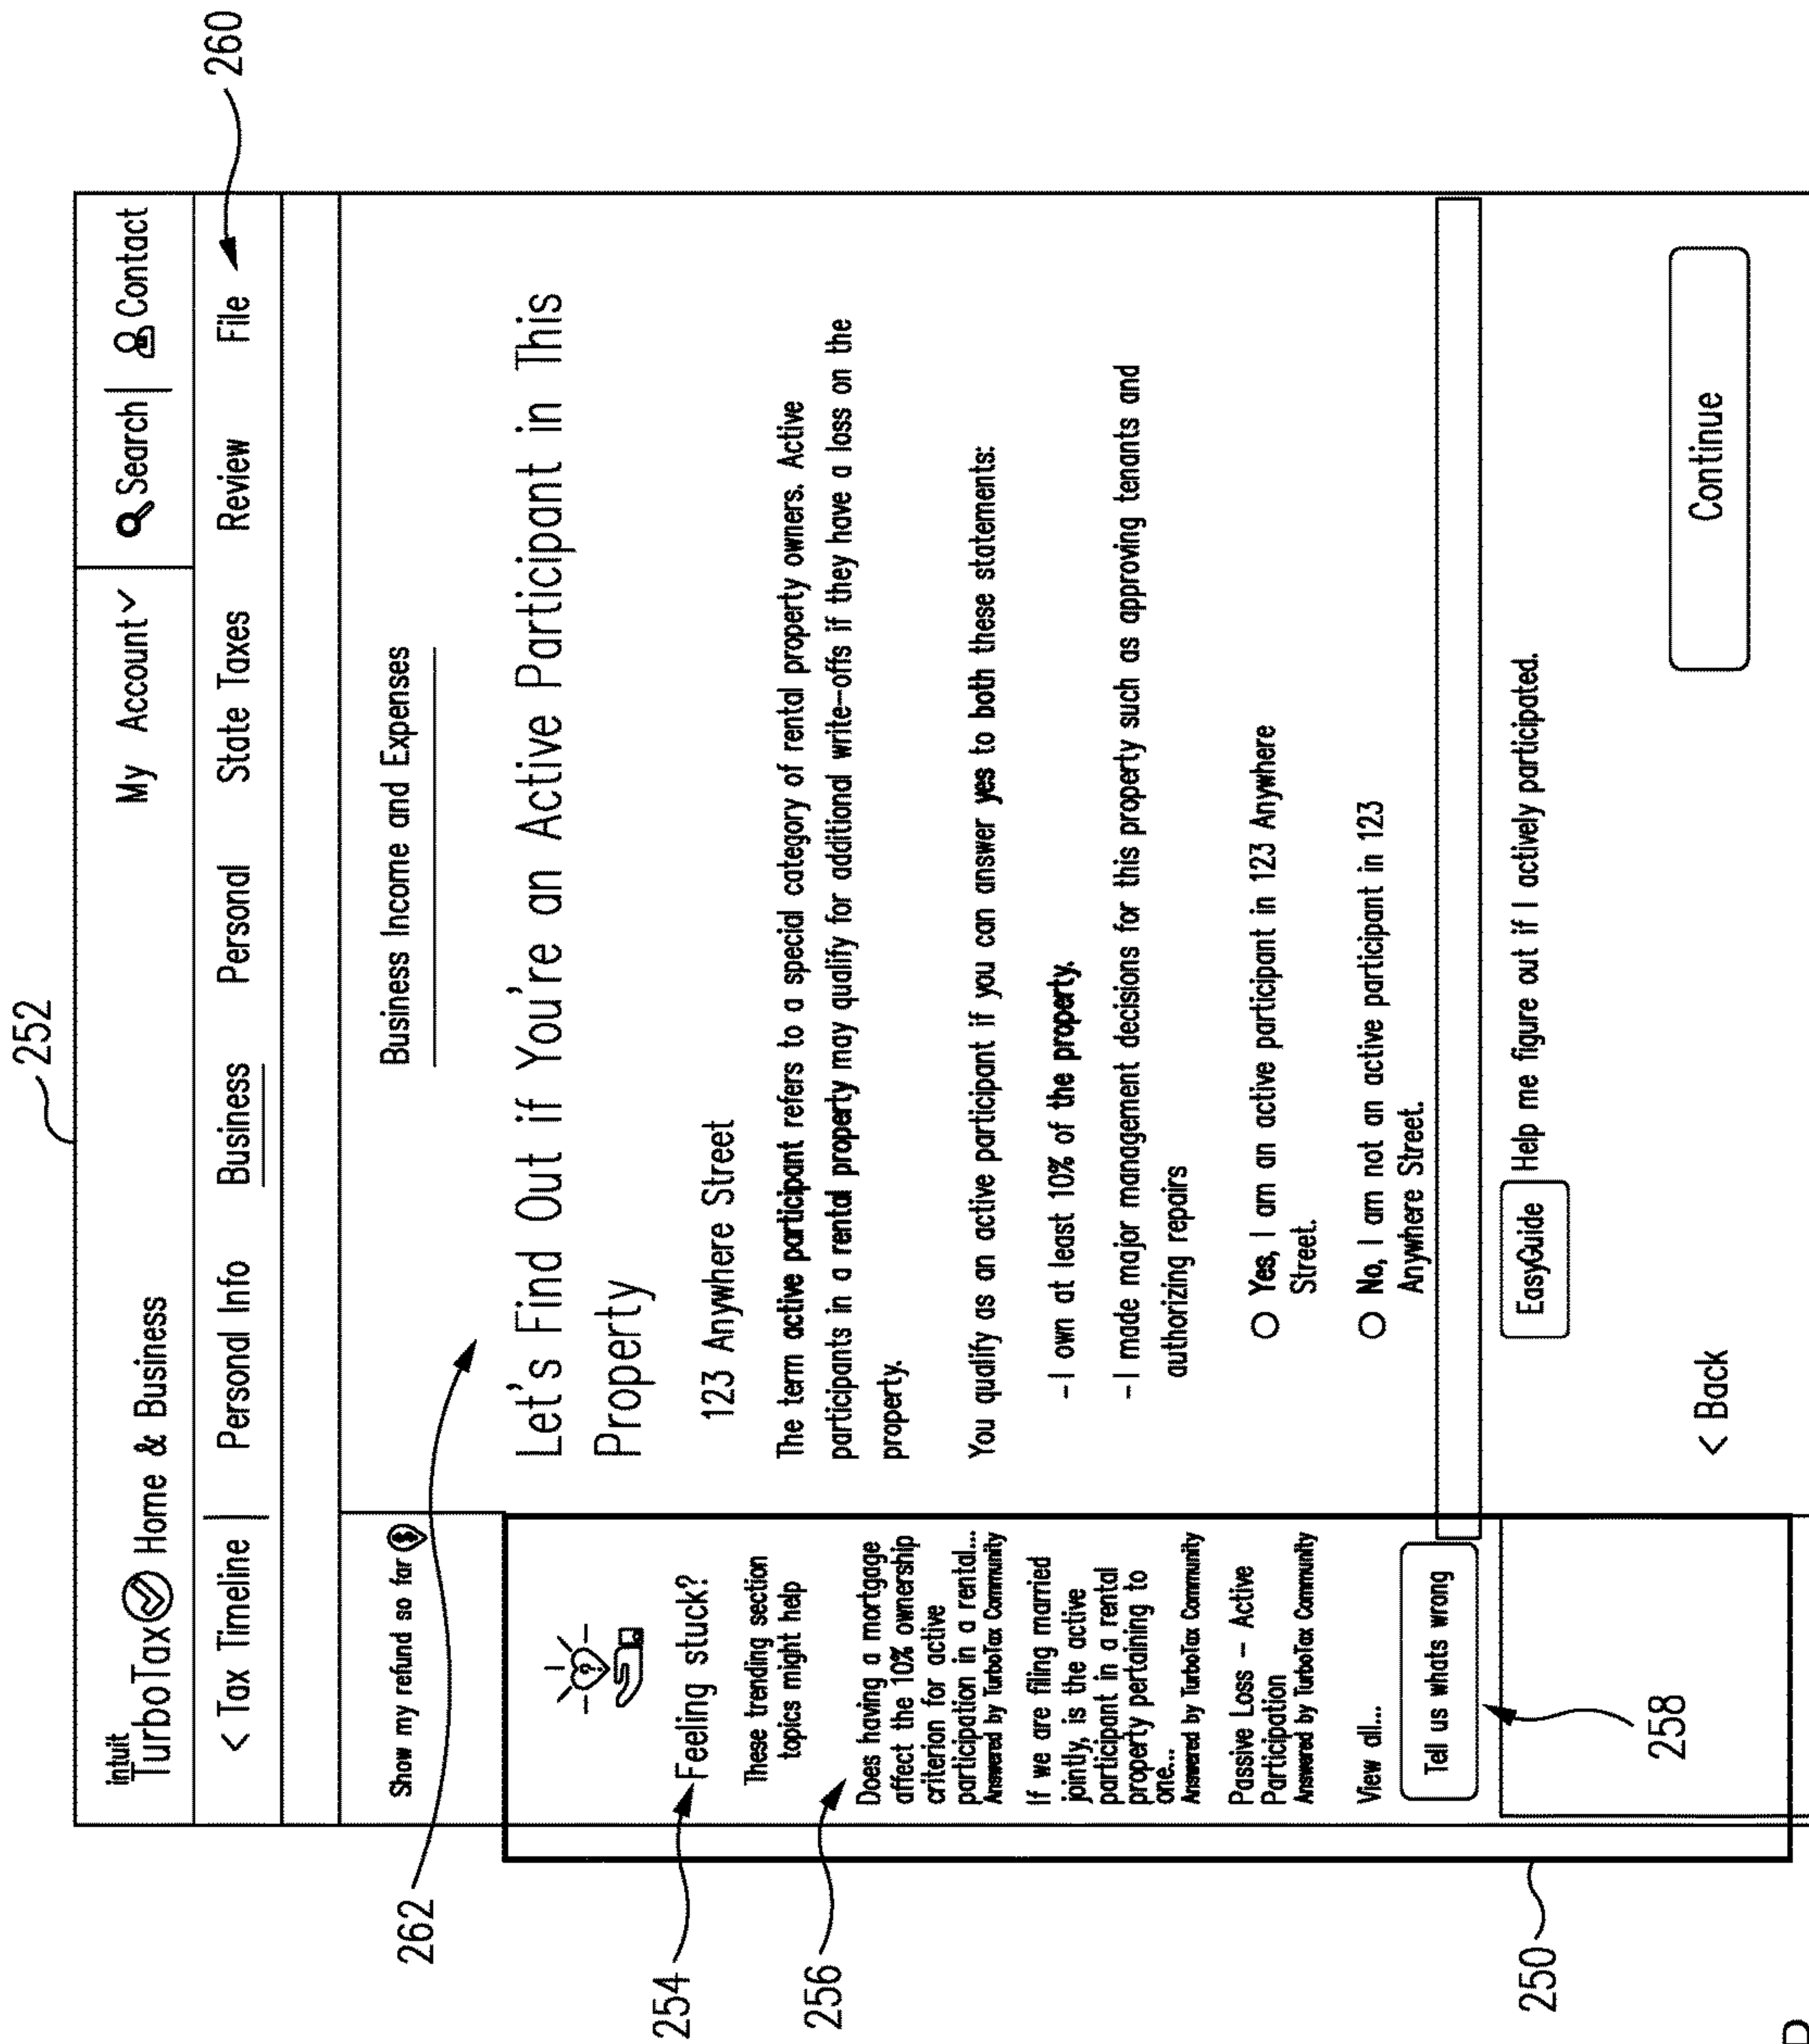 252
intuit
TurboTax Home & Business
My Account
Search
Contact
< Tax Timeline
Personal Info
Business
Personal
State Taxes
Review
File
260
Show my refund so far $
Business Income and Expenses
262
Let's Find Out if You're an Active Participant in This
Property
123 Anywhere Street
The term active participant refers to a special category of rental property owners. Active
participants in a rental property may qualify for additional write-offs if they have a loss on the
property.
You qualify as an active participant if you can answer yes to both these statements:
-I own at least 10% of the property.
-I made major management decisions for this property such as approving tenants and
authorizing repairs
Yes, I am an active participant in 123 Anywhere
Street.
No, I am not an active participant in 123
Anywhere Street.
EasyGuide
Help me figure out if I actively participated.
< Back
Continue
?
254
Feeling stuck?
These trending section
topics might help
256
Does having a mortgage
affect the 10% ownership
criterion for active
participation in a rental...
Answered by TurboTax Community
If we are filing married
jointly, is the active
participant in a rental
property pertaining to
one...
Answered by TurboTax Community
Passive Loss - Active
Participation
Answered by TurboTax Community
View all...
Tell us whats wrong
258
250